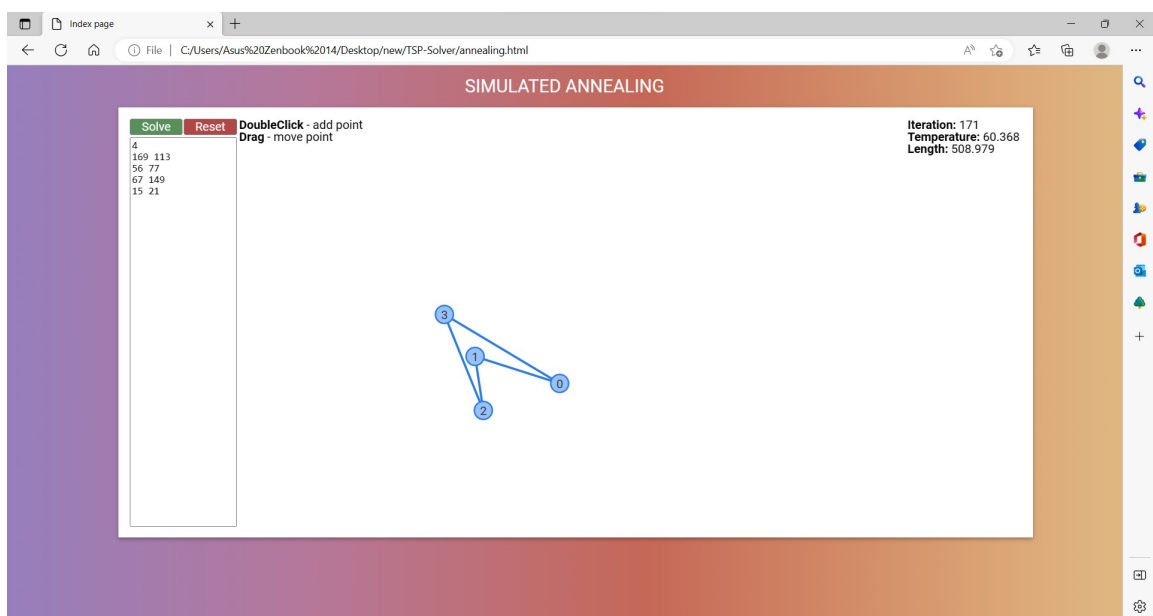 Index page
File | C:/Users/Asus%20Zenbook%2014/Desktop/new/TSP-Solver/annealing.html
SIMULATED ANNEALING
Solve Reset DoubleClick - add point
Drag - move point
Iteration: 171
Temperature: 60.368
Length: 508.979
4
169 113
56 77
67 149
15 21
3
1
0
2